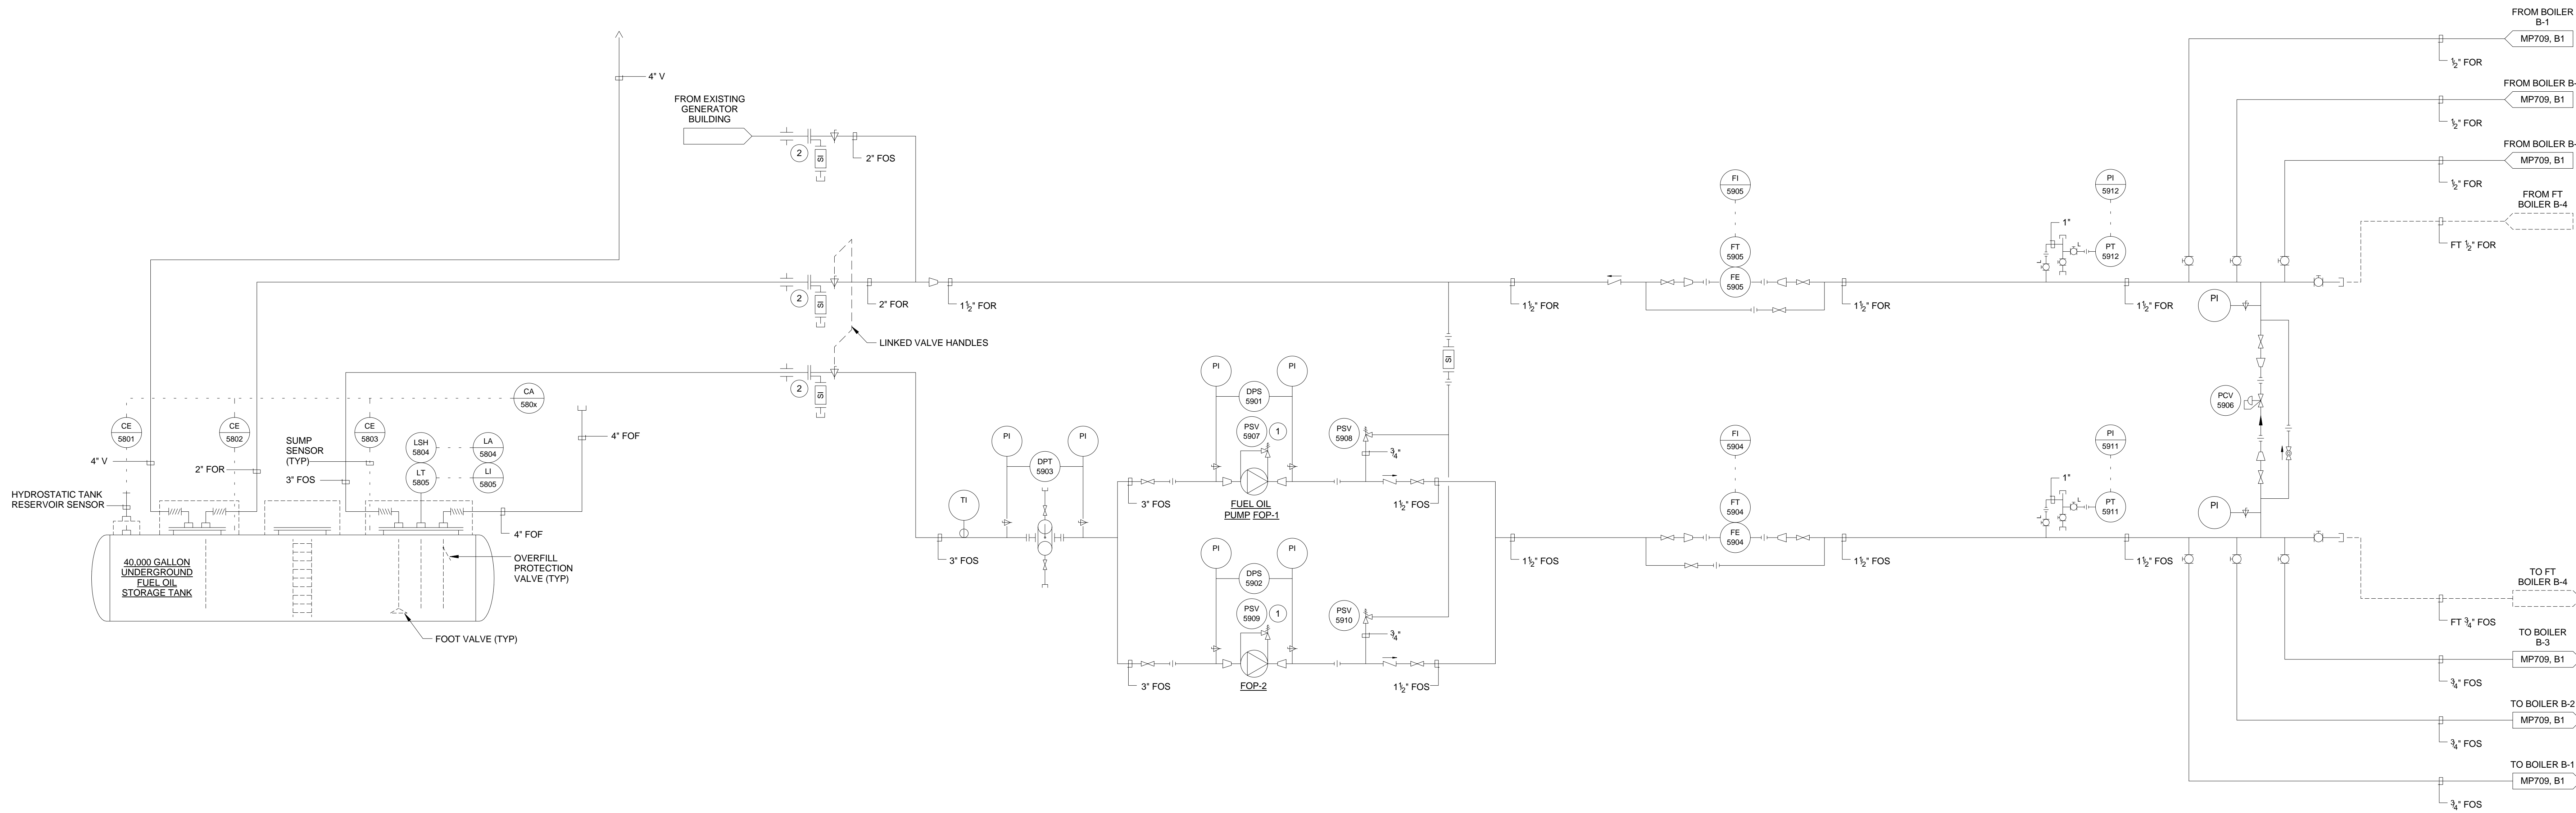 FROM BOILER
B-1
MP709, B1
½" FOR
FROM BOILER B-
MP709, B1
½" FOR
FROM BOILER B-
MP709, B1
½" FOR
FROM FT
BOILER B-4
FT ½" FOR
4" V
FROM EXISTING
GENERATOR
BUILDING
2
SI
2" FOS
2
SI
2" FOR
1½" FOR
LINKED VALVE HANDLES
2
SI
1½" FOR
FI
5905
FT
5905
FE
5905
1½" FOR
1"
L
L
PI
5912
PT
5912
1½" FOR
PI
SI
PCV
5906
PI
CA
580x
CE
5801
CE
5802
CE
5803
SUMP
SENSOR
(TYP)
LSH
5804
LA
5804
LT
5805
LI
5805
4" FOF
4" V
2" FOR
3" FOS
HYDROSTATIC TANK
RESERVOIR SENSOR
4" FOF
OVERFILL
PROTECTION
VALVE (TYP)
40,000 GALLON
UNDERGROUND
FUEL OIL
STORAGE TANK
FOOT VALVE (TYP)
TI
3" FOS
PI
DPT
5903
PI
PI
DPS
5901
PI
PSV
5907
1
PSV
5908
¾"
3" FOS
FUEL OIL
PUMP FOP-1
1½" FOS
PI
DPS
5902
PI
PSV
5909
1
PSV
5910
¾"
3" FOS
FOP-2
1½" FOS
1½" FOS
FI
5904
FT
5904
FE
5904
1½" FOS
1"
L
L
PI
5911
PT
5911
1½" FOS
TO FT
BOILER B-4
FT ¾" FOS
TO BOILER
B-3
MP709, B1
¾" FOS
TO BOILER B-2
MP709, B1
¾" FOS
TO BOILER B-1
MP709, B1
¾" FOS